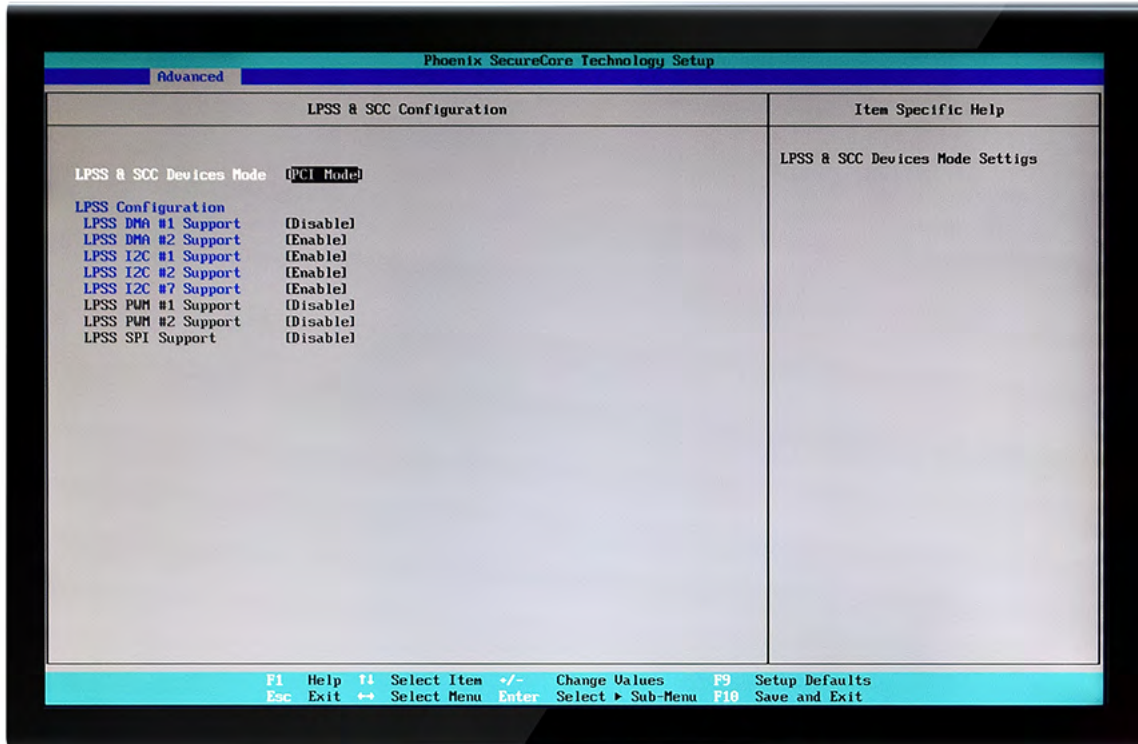 Phoenix SecureCore Technology Setup
Advanced
LPSS & SCC Configuration
Item Specific Help
LPSS & SCC Devices Mode [PCI Mode]
LPSS & SCC Devices Mode Settigs
LPSS Configuration
LPSS DMA #1 Support [Disable]
LPSS DMA #2 Support [Enable]
LPSS I2C #1 Support [Enable]
LPSS I2C #2 Support [Enable]
LPSS I2C #7 Support [Enable]
LPSS PWM #1 Support [Disable]
LPSS PWM #2 Support [Disable]
LPSS SPI Support [Disable]
F1 Help ↑↓ Select Item +/- Change Values F9 Setup Defaults
Esc Exit ↔ Select Menu Enter Select ▶ Sub-Menu F10 Save and Exit